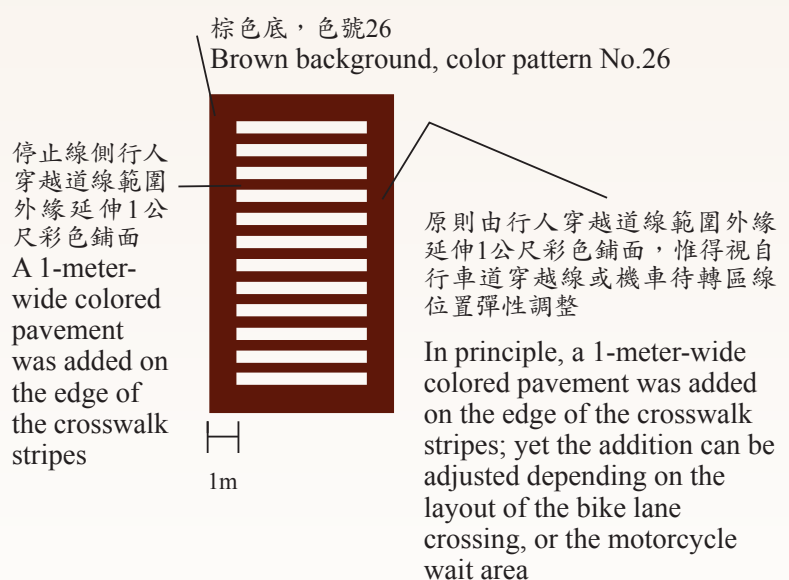 棕色底，色號26
Brown background, color pattern No.26
停止線側行人
穿越道線範圍
外緣延伸1公
尺彩色鋪面
A 1-meter-
wide colored
pavement
was added on
the edge of
the crosswalk
stripes
1m
原則由行人穿越道線範圍外緣
延伸1公尺彩色鋪面，惟得視自
行車道穿越線或機車待轉區線
位置彈性調整
In principle, a 1-meter-wide
colored pavement was added
on the edge of the crosswalk
stripes; yet the addition can be
adjusted depending on the
layout of the bike lane
crossing, or the motorcycle
wait area